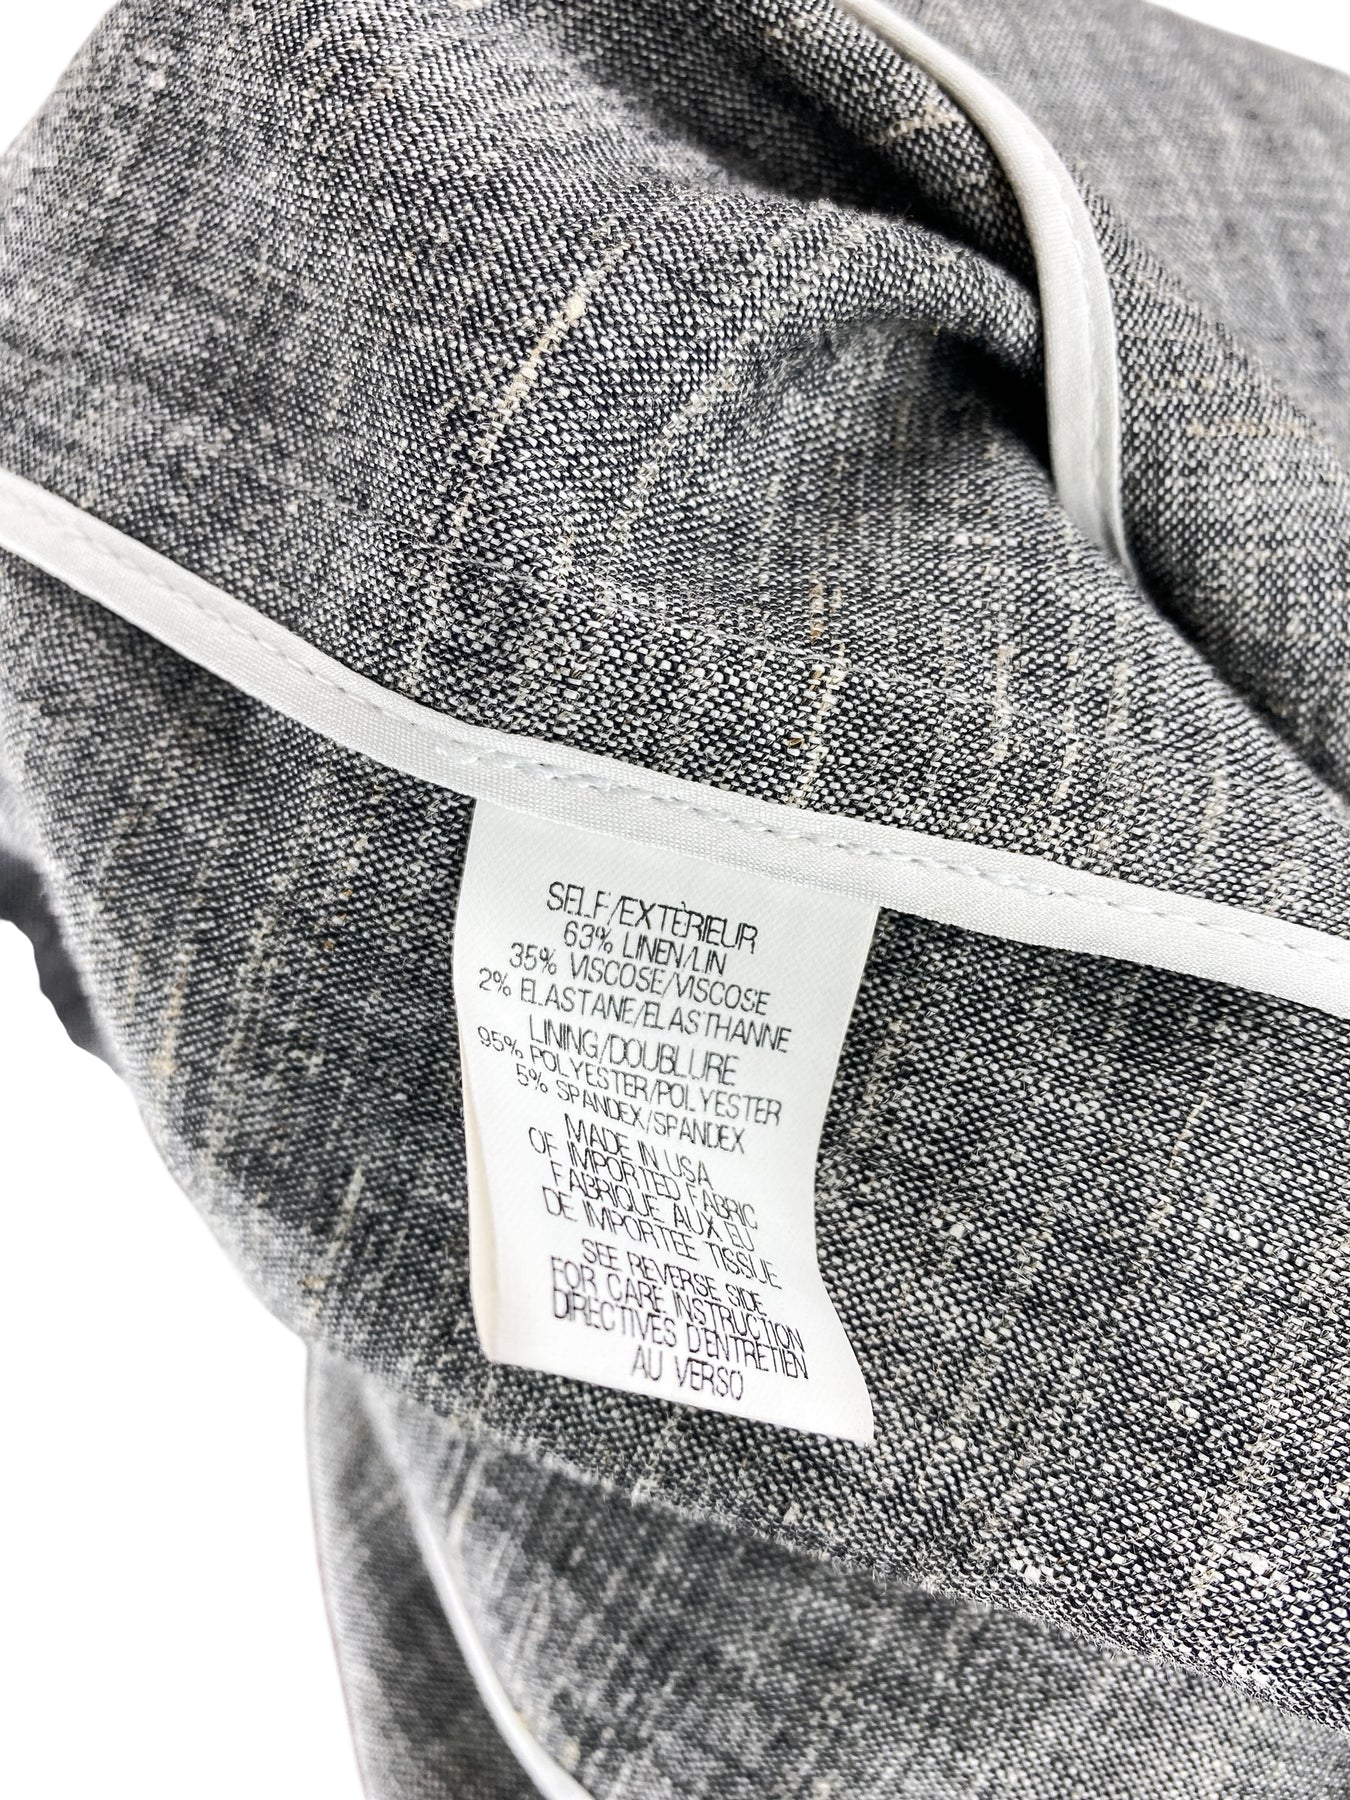 SELF/EXTÈRIEUR
63% LINEN/LIN
35% VISCOSE/VISCOSE
2% ELASTANE/ELASTHANNE
LINING/DOUBLURE
95% POLYESTER/POLYESTER
5% SPANDEX/SPANDEX
MADE IN USA
OF IMPORTED FABRIC
FABRIQUE AUX EU
DE IMPORTEE TISSUE
SEE REVERSE SIDE
FOR CARE INSTRUCTION
DIRECTIVES D'ENTRETIEN
AU VERSO